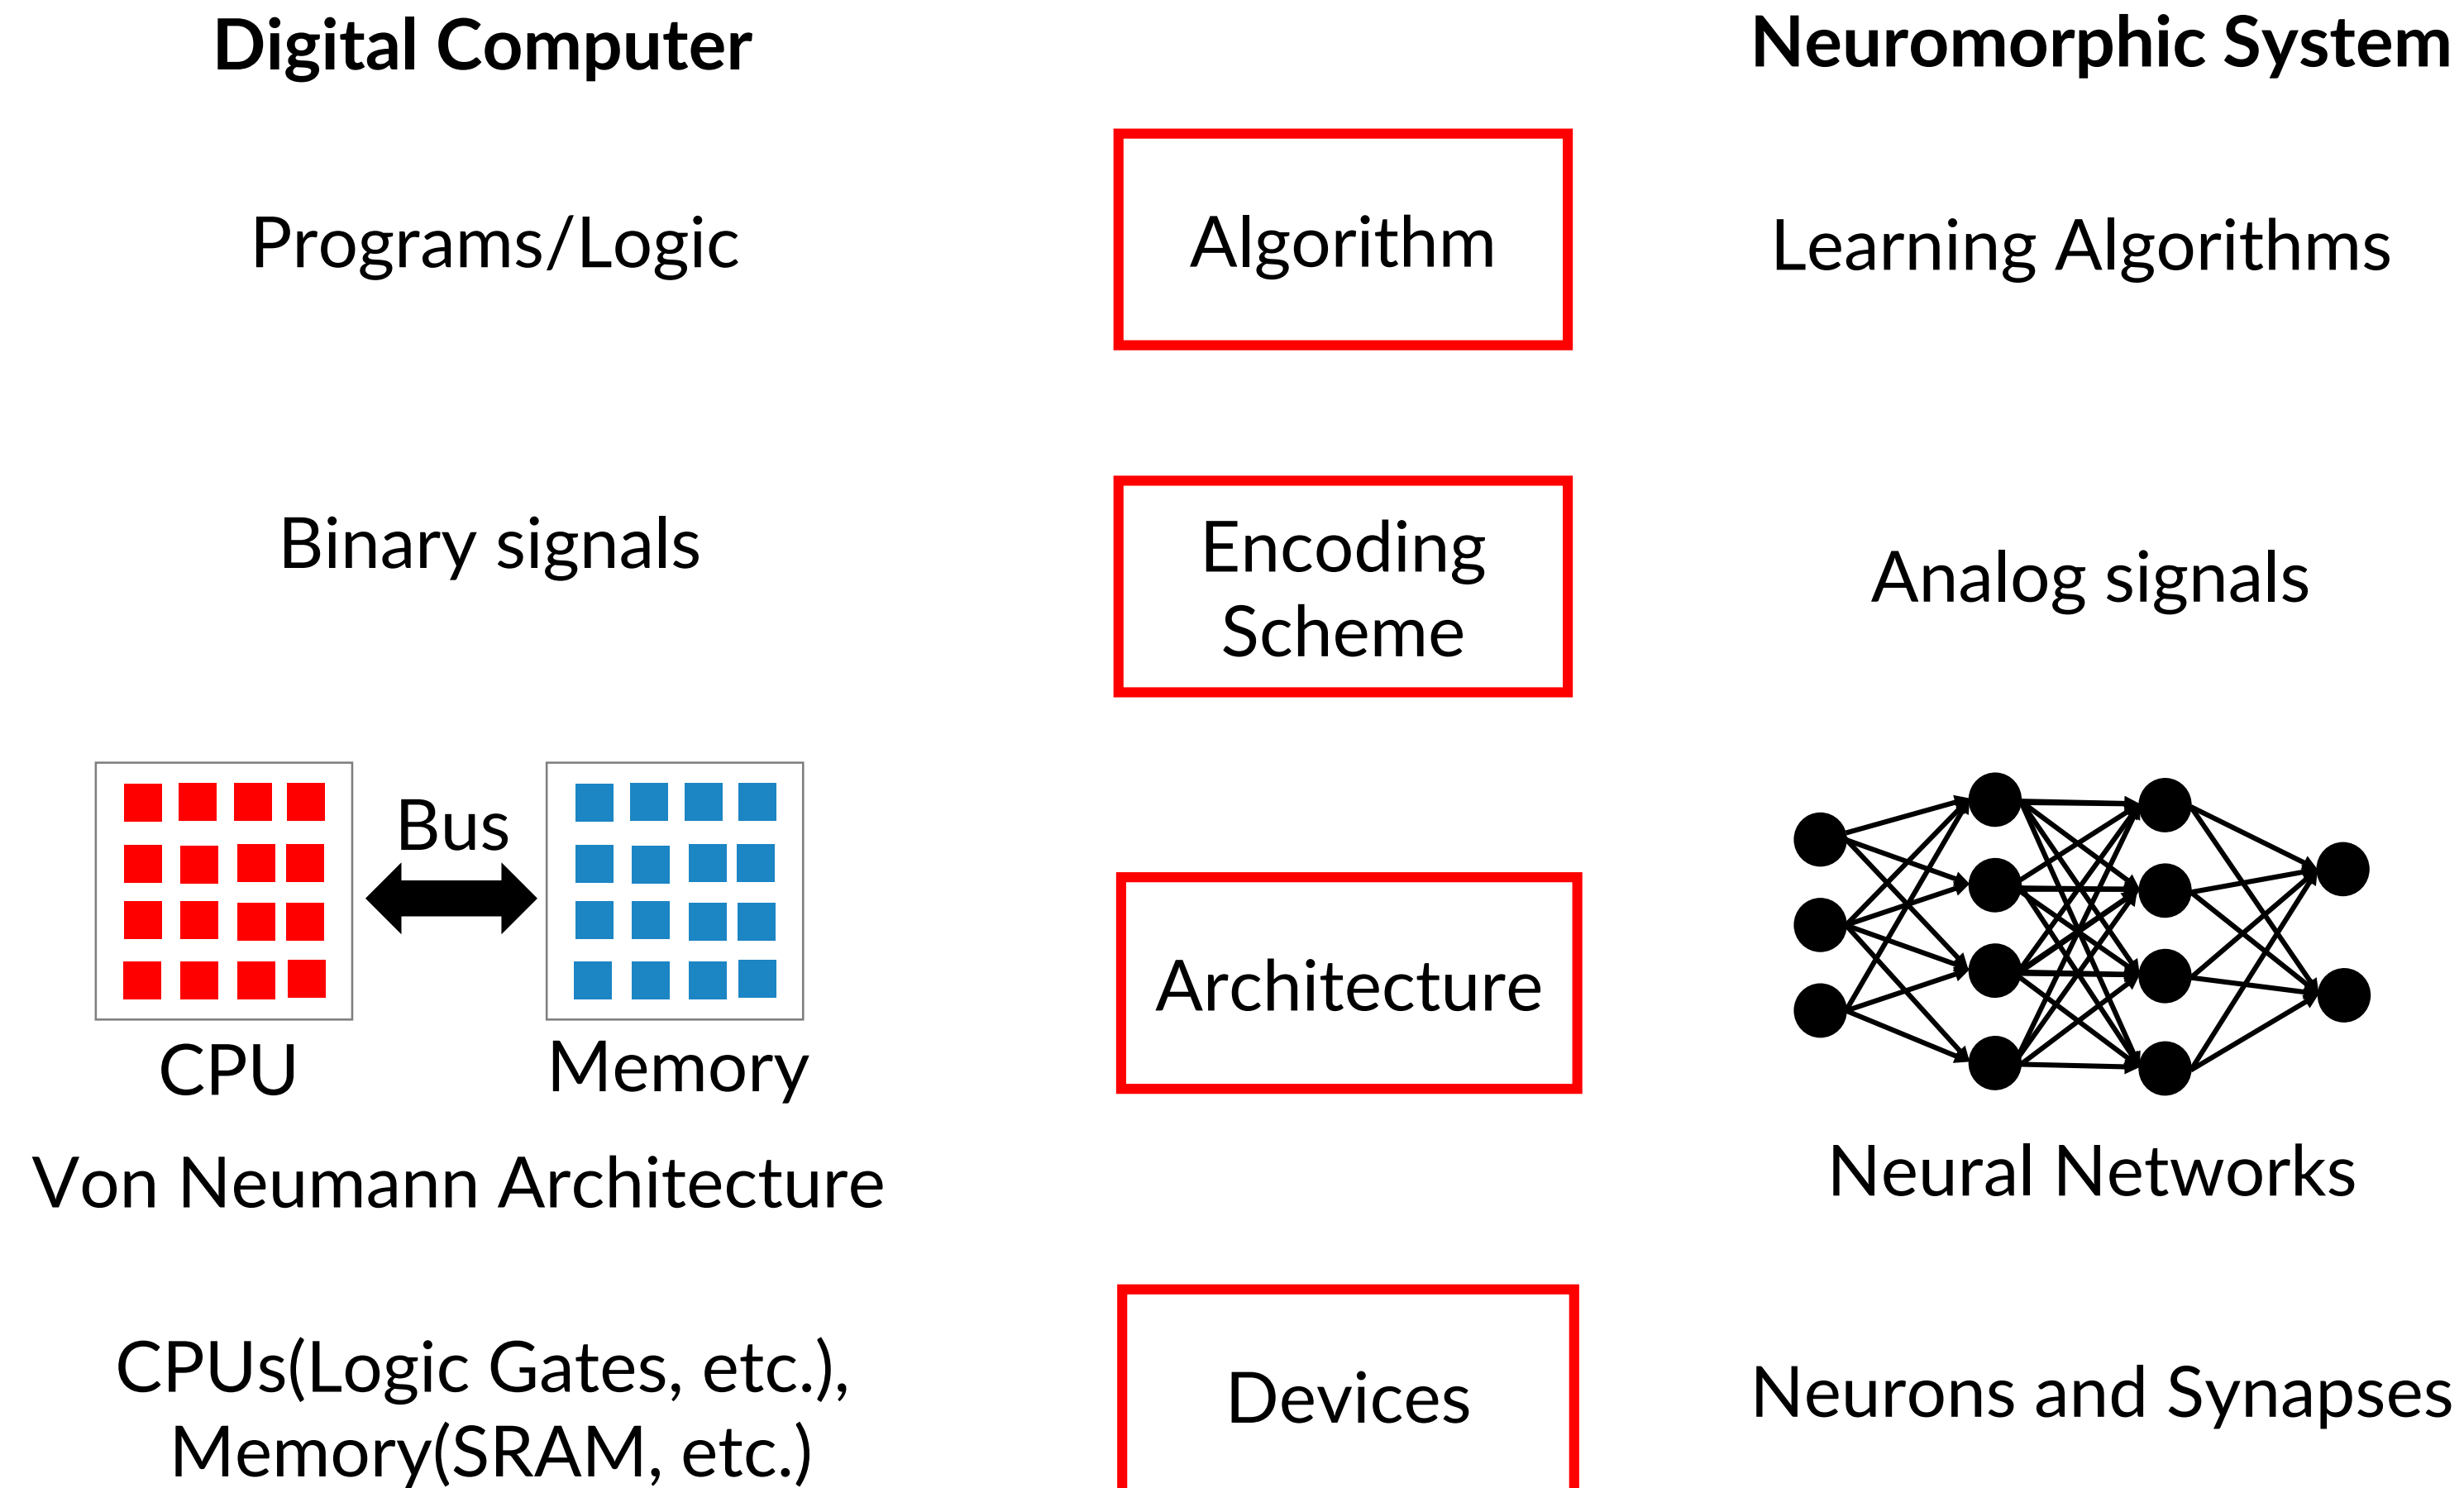 Digital Computer
Neuromorphic System
Programs/Logic
Algorithm
Learning Algorithms
Binary signals
Encoding
Scheme
Analog signals
Bus
CPU
Memory
Von Neumann Architecture
Architecture
Neural Networks
CPUs(Logic Gates, etc.),
Memory(SRAM, etc.)
Devices
Neurons and Synapses